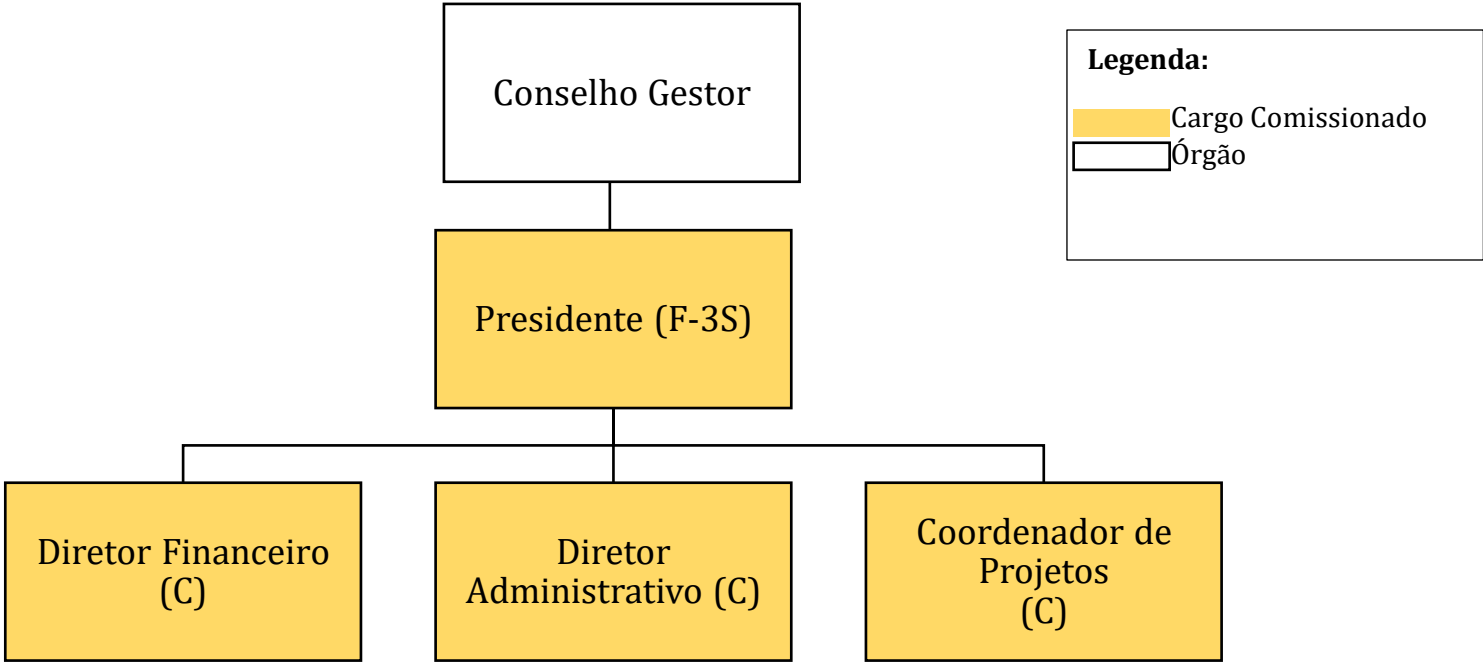 Conselho Gestor
Legenda:
Cargo Comissionado
Órgão
Presidente (F-3S)
Diretor Financeiro
(C)
Diretor
Administrativo (C)
Coordenador de
Projetos
(C)